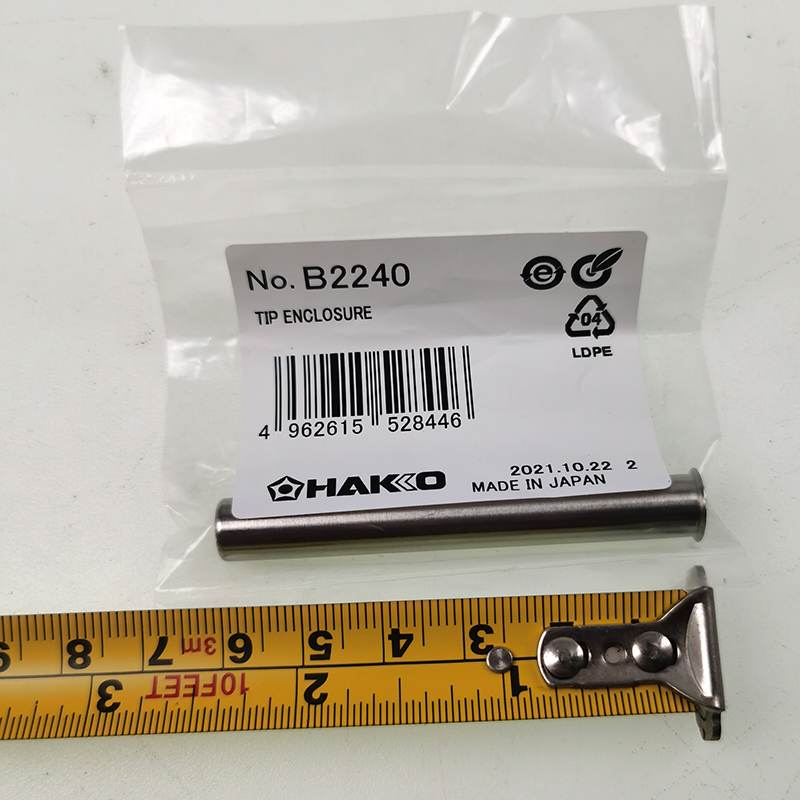 No. B2240
TIP ENCLOSURE
e
04
LDPE
4 962615 528446
HAKKO
2021.10.22 2
MADE IN JAPAN
9 8 7 3m 6 5 4 3
3 10FEET 2 1